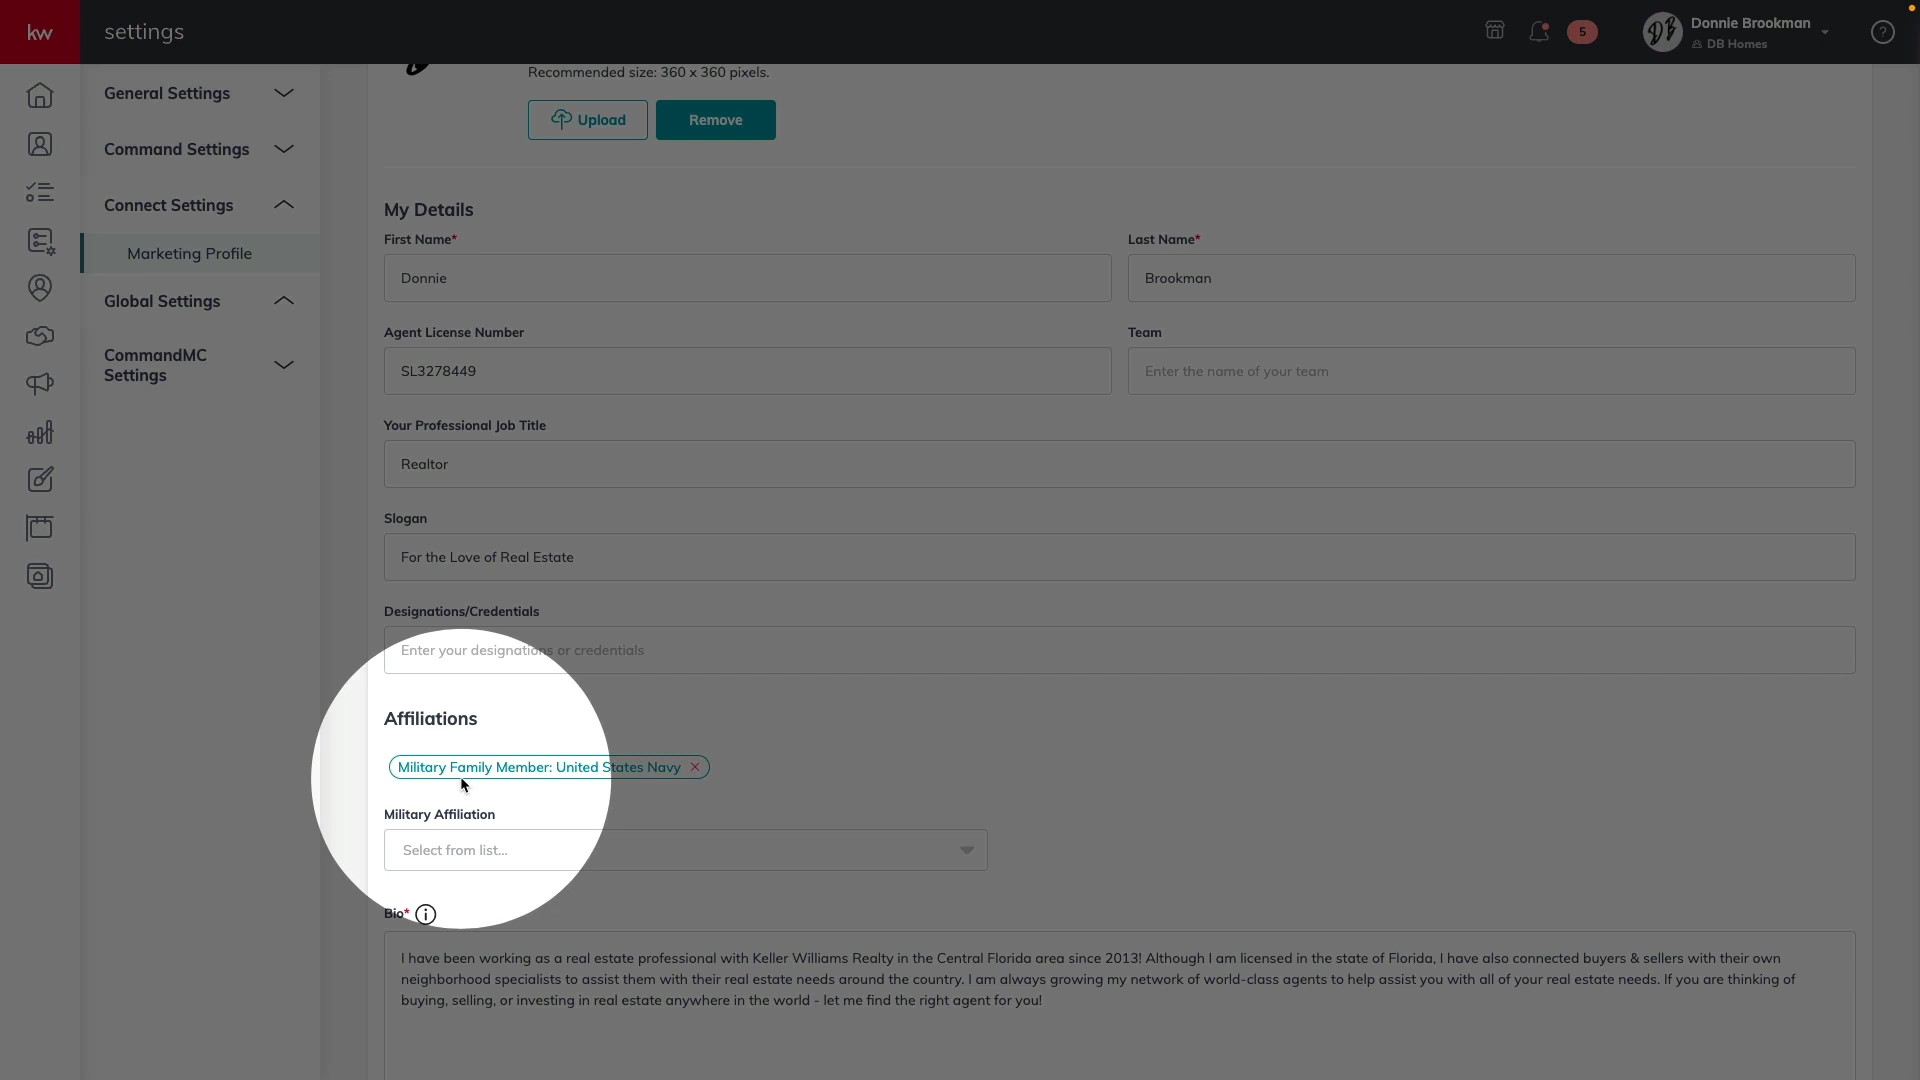 kw
settings
5
Donnie Brookman
DB Homes
DB
?
General Settings
Command Settings
Connect Settings
Marketing Profile
Global Settings
CommandMC
Settings
Recommended size: 360 x 360 pixels.
Upload
Remove
My Details
First Name*
Last Name*
Donnie
Brookman
Agent License Number
Team
SL3278449
Enter the name of your team
Your Professional Job Title
Realtor
Slogan
For the Love of Real Estate
Designations/Credentials
Enter your designations or credentials
Affiliations
Military Family Member: United States Navy
Military Affiliation
Select from list...
Bio*
I have been working as a real estate professional with Keller Williams Realty in the Central Florida area since 2013! Although I am licensed in the state of Florida, I have also connected buyers & sellers with their own
neighborhood specialists to assist them with their real estate needs around the country. I am always growing my network of world-class agents to help assist you with all of your real estate needs. If you are thinking of
buying, selling, or investing in real estate anywhere in the world - let me find the right agent for you!